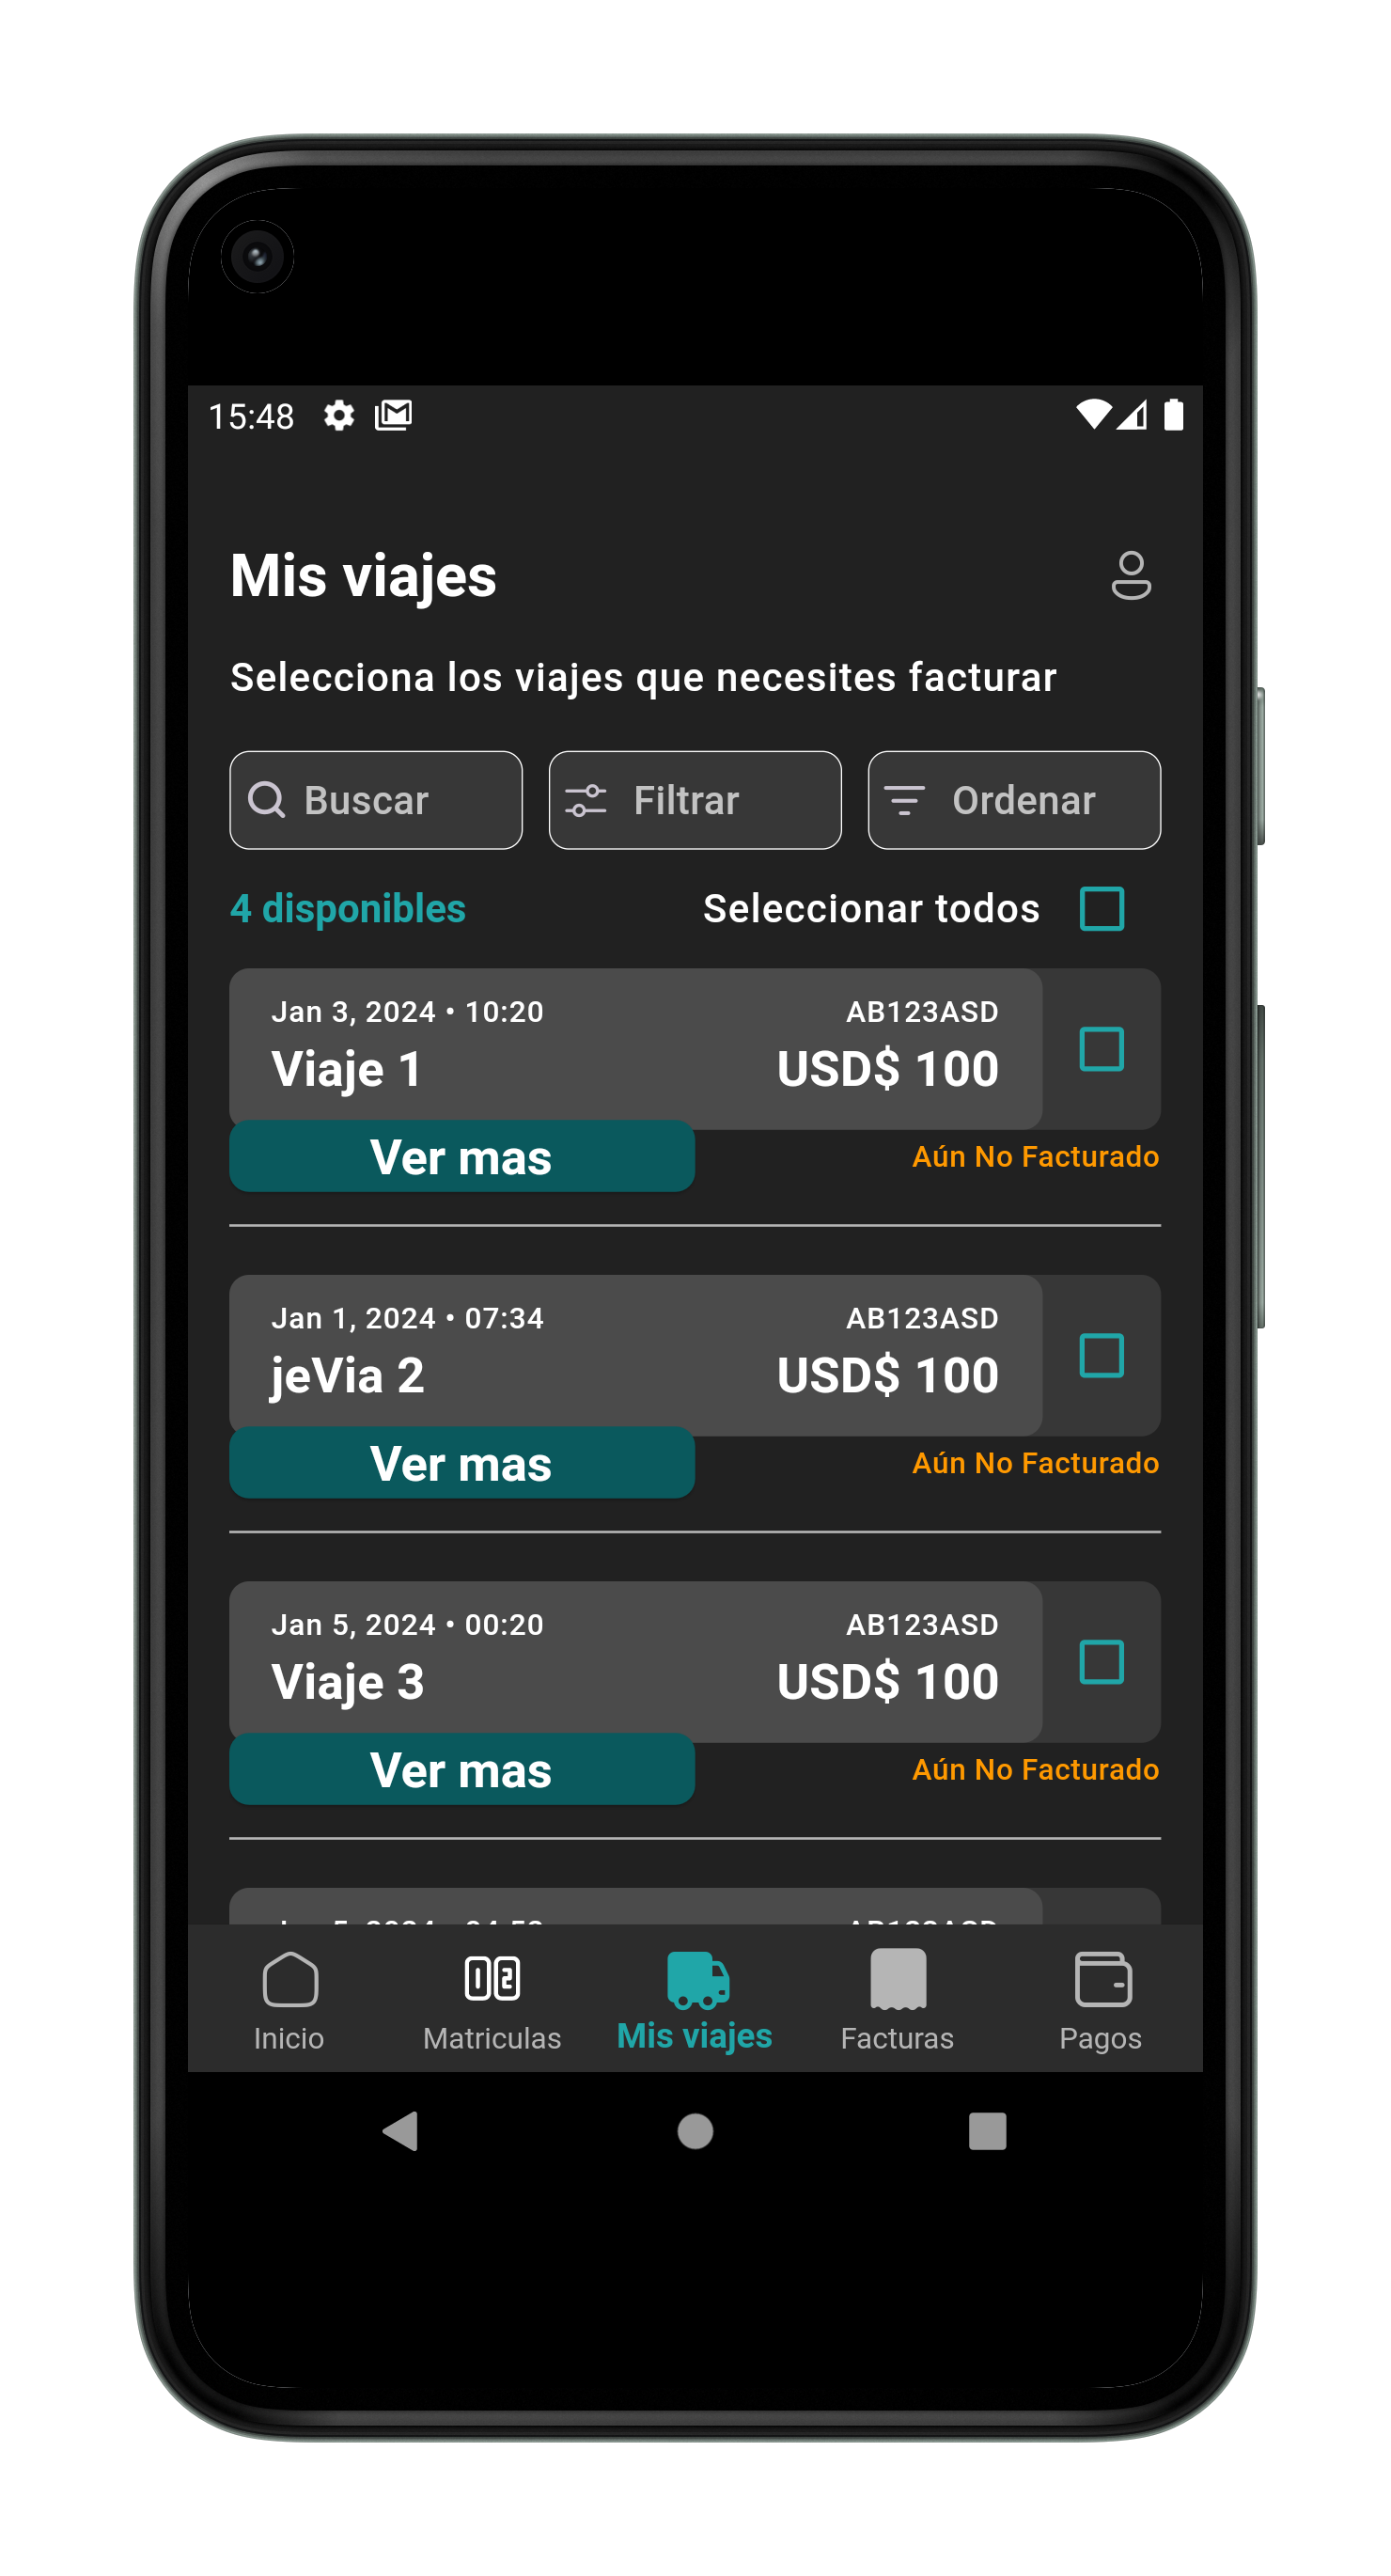 15:48
Mis viajes
Selecciona los viajes que necesites facturar
Buscar Filtrar Ordenar
4 disponibles Seleccionar todos
Jan 3, 2024 • 10:20 AB123ASD
Viaje 1 USD$ 100
Ver mas Aún No Facturado
Jan 1, 2024 • 07:34 AB123ASD
jeVia 2 USD$ 100
Ver mas Aún No Facturado
Jan 5, 2024 • 00:20 AB123ASD
Viaje 3 USD$ 100
Ver mas Aún No Facturado
Inicio Matriculas Mis viajes Facturas Pagos